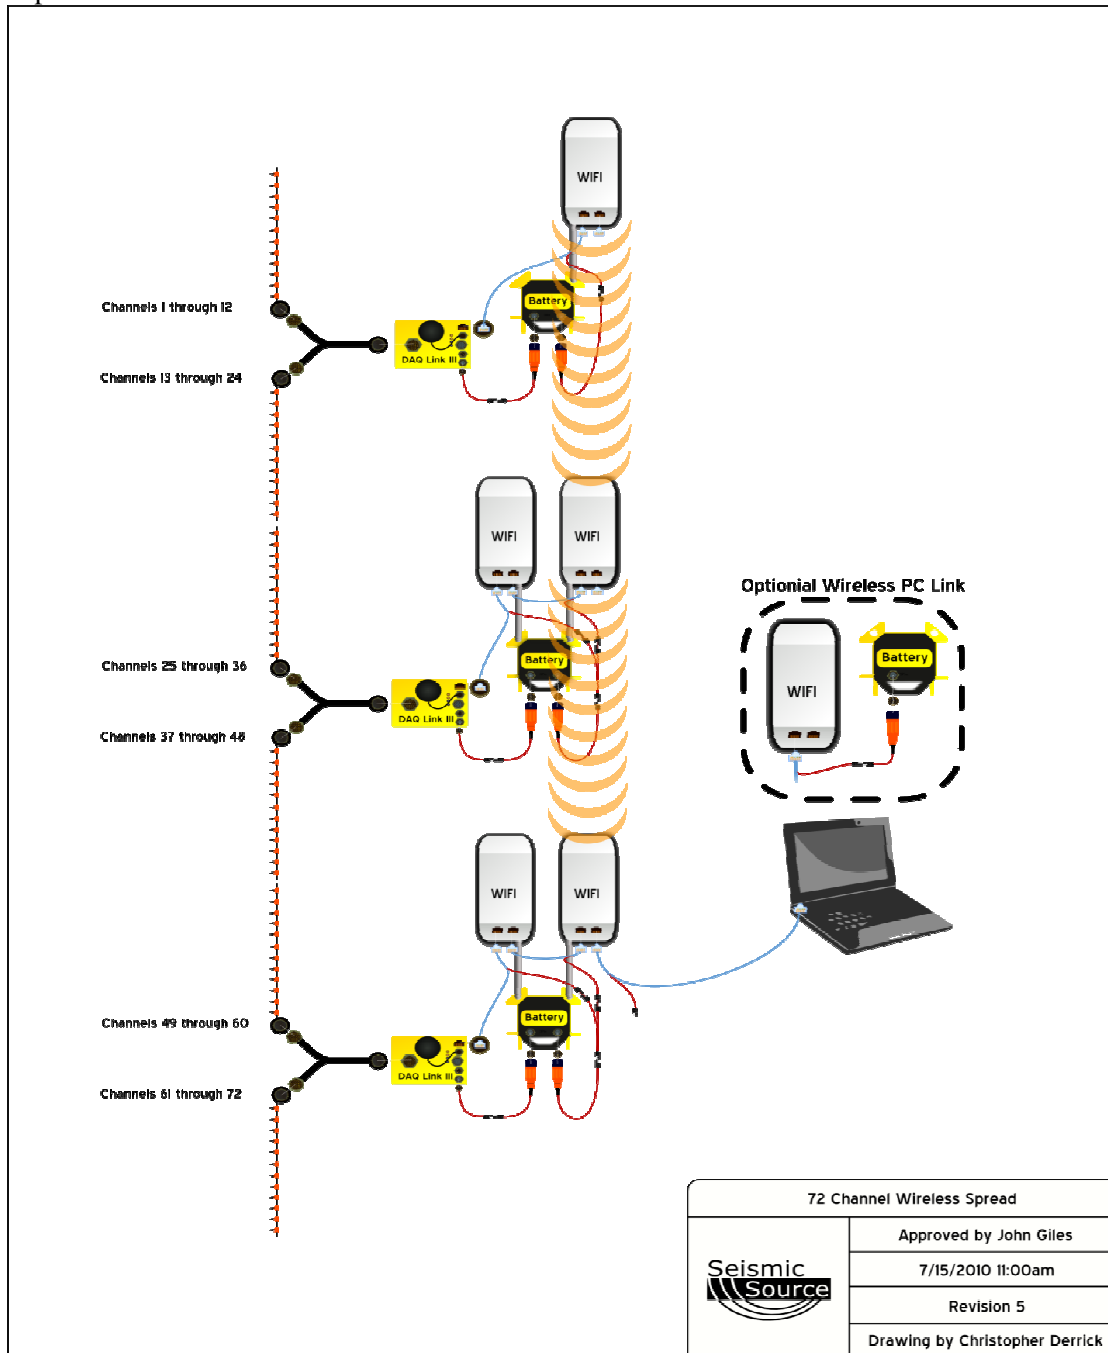 WIFI
Battery
Channels 1 through 12
DAQ Link III
Channels 13 through 24
WIFI
WIFI
Optionial Wireless PC Link
Battery
Channels 25 through 36
Battery
WIFI
DAQ Link III
Channels 37 through 48
WIFI
WIFI
Battery
Channels 49 through 60
DAQ Link III
Channels 61 through 72
72 Channel Wireless Spread
Approved by John Giles
Seismic
Source
7/15/2010 11:00am
Revision 5
Drawing by Christopher Derrick